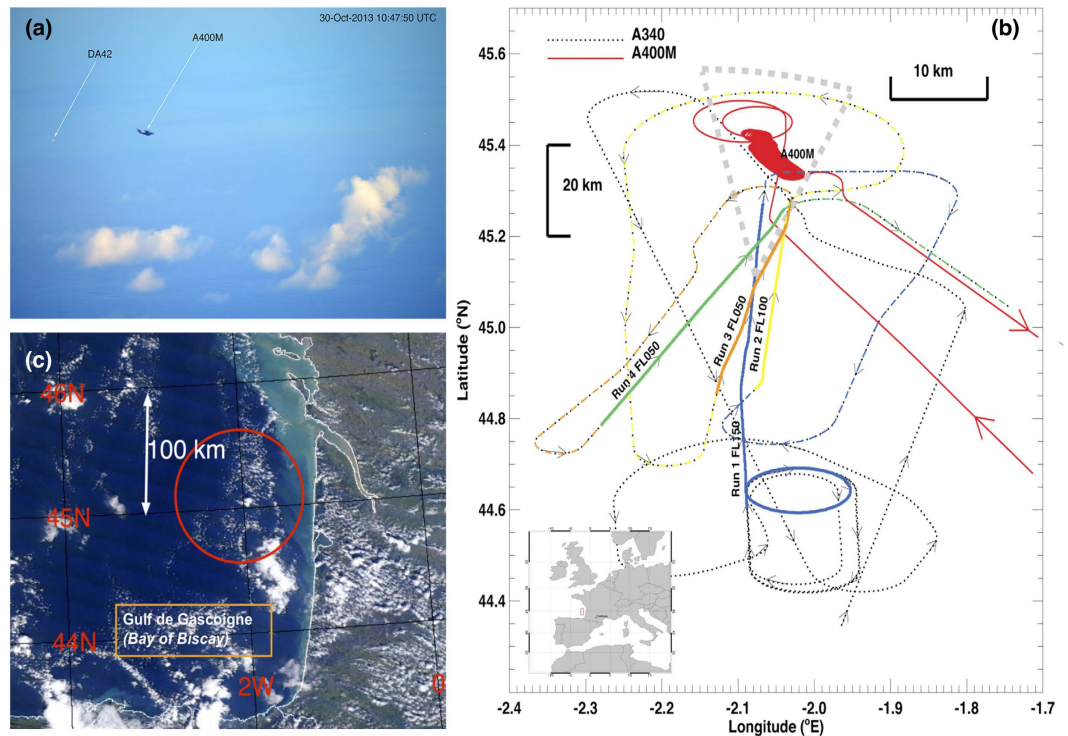 (a)
30-Oct-2013 10:47:50 UTC
DA42
A400M
(b)
A340
A400M
10 km
20 km
A400M
Run 4 FL050
Run 3 FL050
Run 2 FL100
Run 1 FL150
Latitude (°N)
45.6
45.4
45.2
45.0
44.8
44.6
44.4
-2.4
-2.3
-2.2
-2.1
-2.0
-1.9
-1.8
-1.7
Longitude (°E)
(c)
46N
100 km
45N
Gulf de Gascoigne
(Bay of Biscay)
44N
2W
0